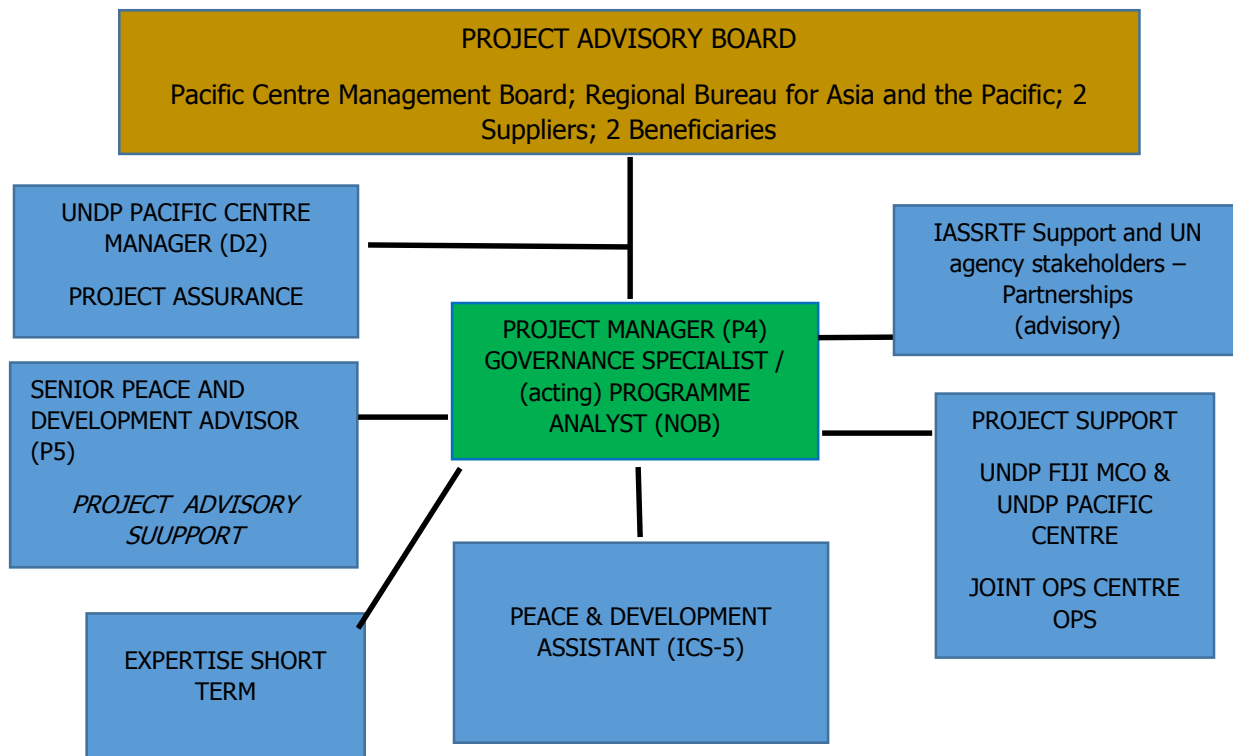 PROJECT ADVISORY BOARD
Pacific Centre Management Board; Regional Bureau for Asia and the Pacific; 2
Suppliers; 2 Beneficiaries
UNDP PACIFIC CENTRE
MANAGER (D2)
PROJECT ASSURANCE
IASSRTF Support and UN
agency stakeholders –
Partnerships
(advisory)
PROJECT MANAGER (P4)
GOVERNANCE SPECIALIST /
(acting) PROGRAMME
ANALYST (NOB)
SENIOR PEACE AND
DEVELOPMENT ADVISOR
(P5)
PROJECT ADVISORY
SUUPPORT
PROJECT SUPPORT
UNDP FIJI MCO &
UNDP PACIFIC
CENTRE
JOINT OPS CENTRE
OPS
EXPERTISE SHORT
TERM
PEACE & DEVELOPMENT
ASSISTANT (ICS-5)